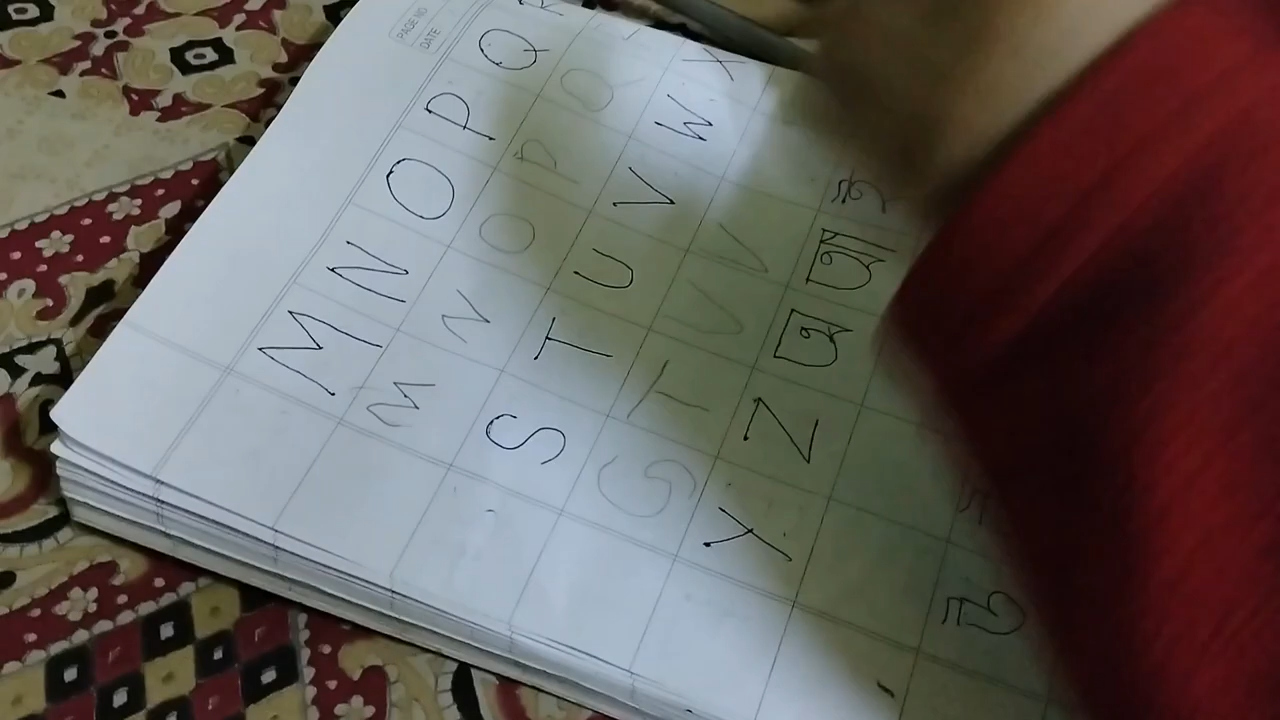 PAGE NO
DATE
M N O P Q R
M N O P Q
S T U V W X
G T U V
Y Z অ আ ই